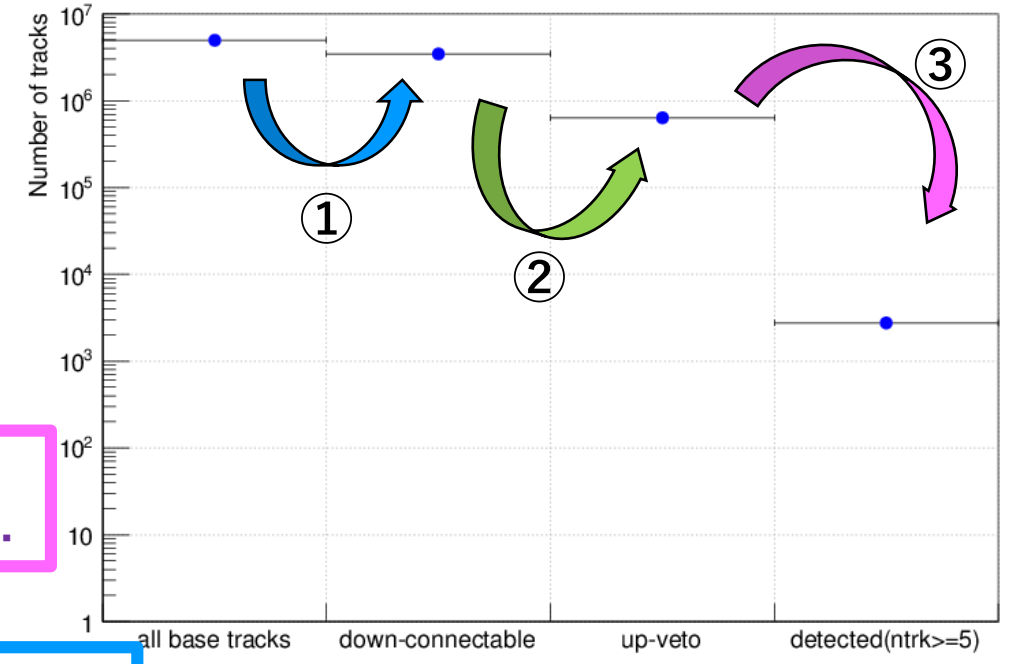 Number of tracks
10⁷
10⁶
10⁵
10⁴
10³
10²
10
1
①
②
③
.
all base tracks
down-connectable
up-veto
detected(ntrk>=5)